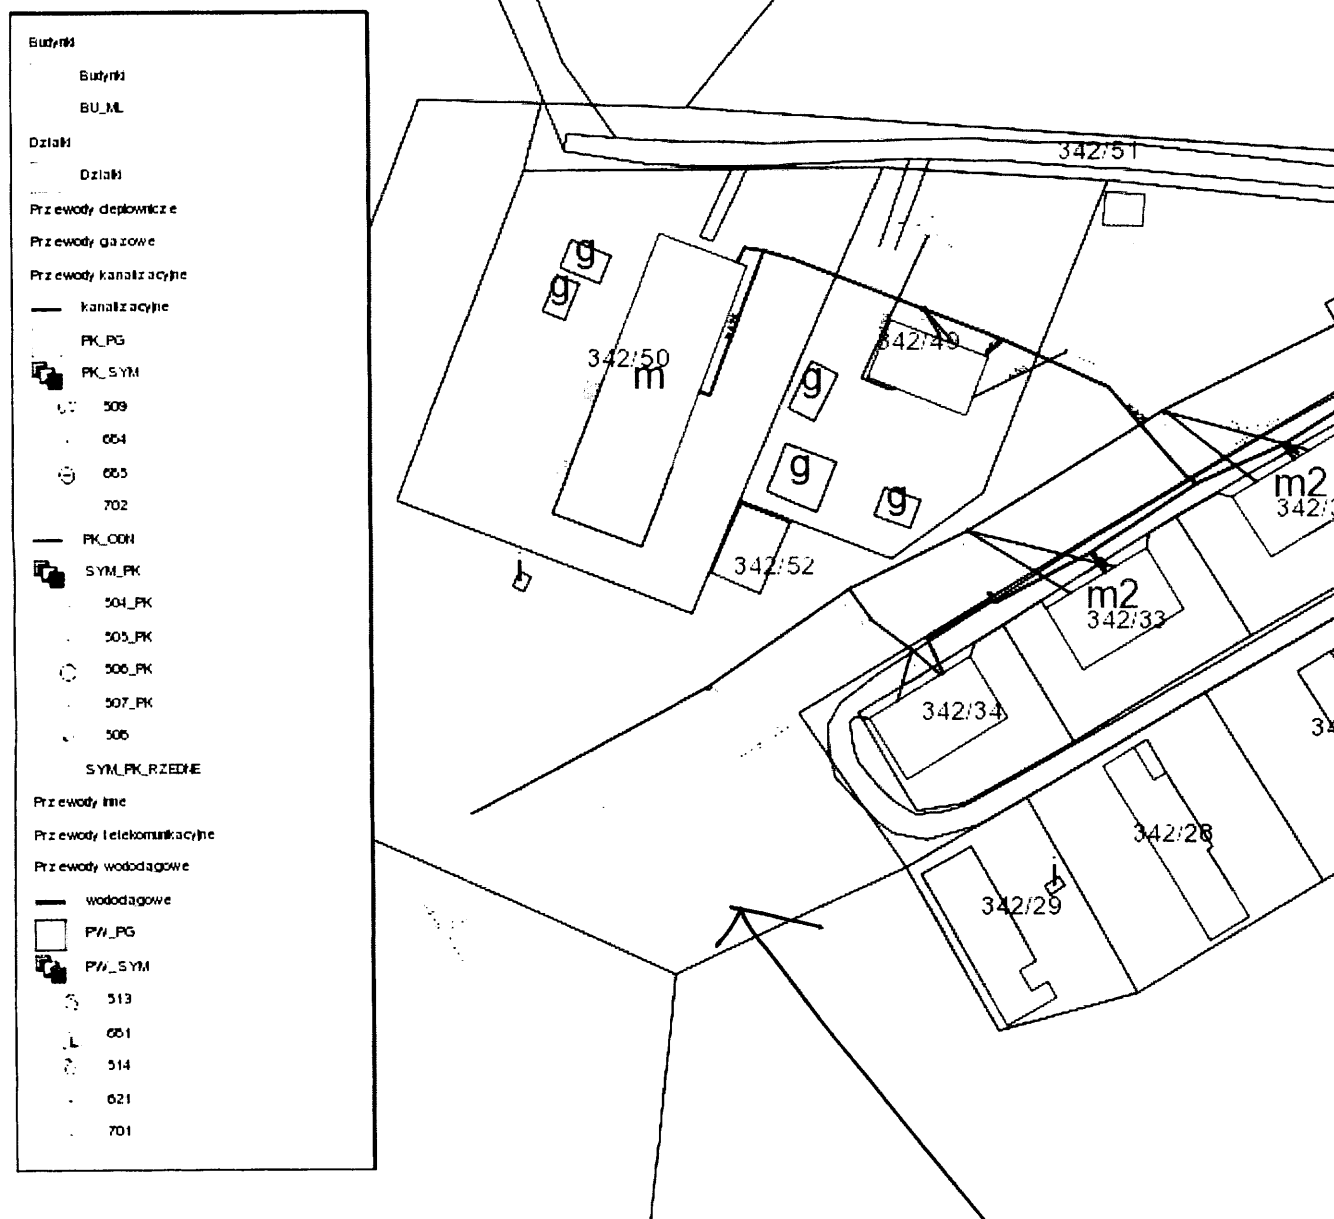 Budynki
Budynki
BU_ML
Działki
Działki
Przewody ciepłownicze
Przewody gazowe
Przewody kanalizacyjne
kanalizacyjne
PK_PG
PK_SYM
509
664
665
702
PK_ODN
SYM_PK
504_PK
505_PK
506_PK
507_PK
506
SYM_PK_RZEDNE
Przewody inne
Przewody telekomunikacyjne
Przewody wodociągowe
wodociągowe
PW_PG
PW_SYM
513
661
514
621
701
342/51
g
g
342/50
m
342/49
g
g
g
i
342/52
m2
m2
342/33
342/34
342/28
i
342/29